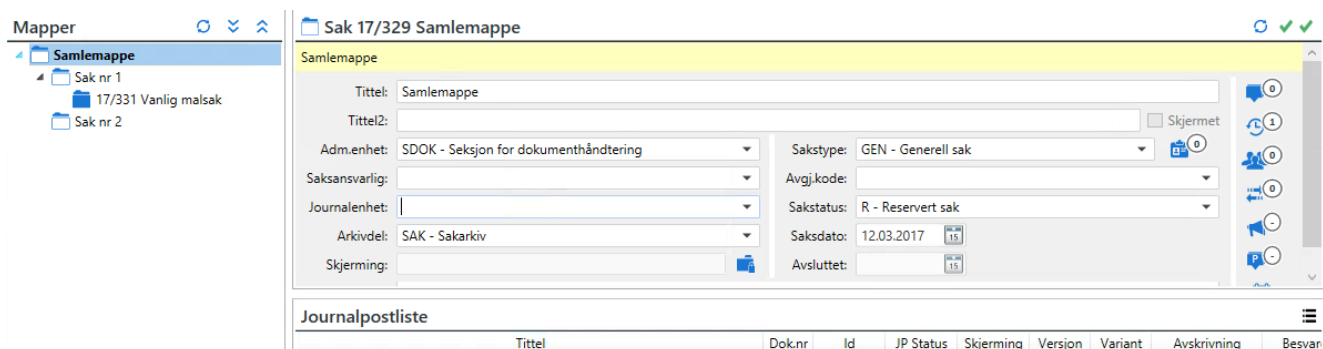 Mapper
Samlemappe
Sak nr 1
17/331 Vanlig malsak
Sak nr 2
Sak 17/329 Samlemappe
Samlemappe
Tittel: Samlemappe
Tittel2: Skjermet
Adm.enhet: SDOK - Seksjon for dokumenthåndtering Sakstype: GEN - Generell sak 0
Saksansvarlig: Avgj.kode:
Journalenhet: Sakstatus: R - Reservert sak
Arkivdel: SAK - Sakarkiv Saksdato: 12.03.2017 15
Skjerming: Avsluttet: 15
0
1
0
0
-
P -
Journalpostliste
Tittel Dok.nr Id JP Status Skjerming Versjon Variant Avskrivning Besvar